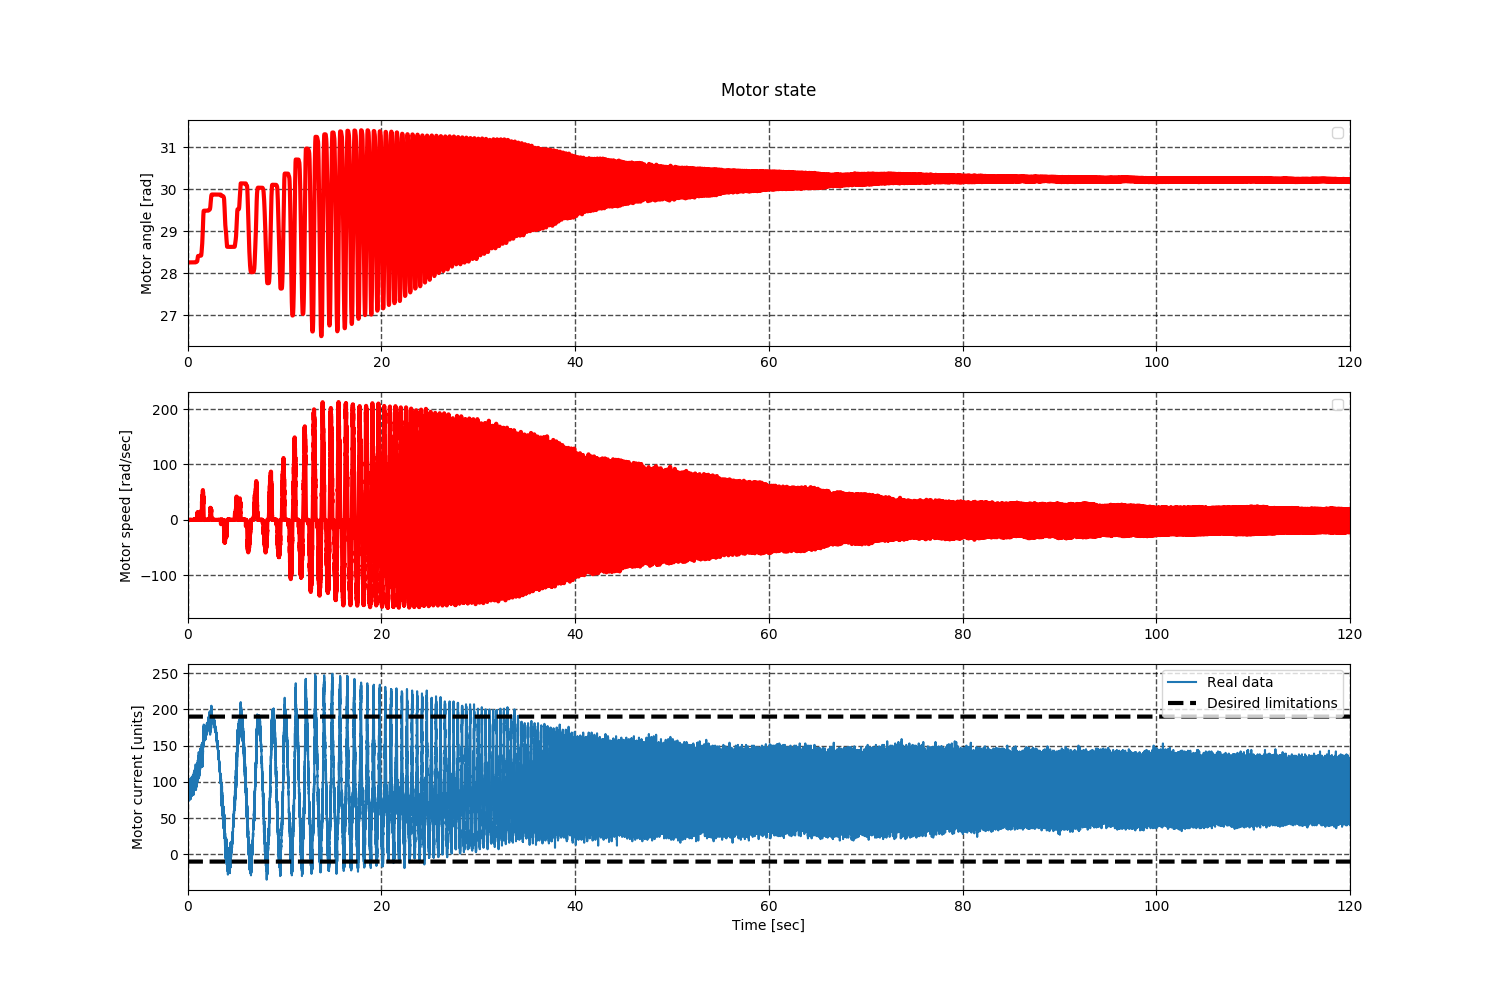 Motor state
Motor angle [rad]
31
30
29
28
27
0 20 40 60 80 100 120
Motor speed [rad/sec]
200
100
0
−100
0 20 40 60 80 100 120
Motor current [units]
250
200
150
100
50
0
Real data
Desired limitations
0 20 40 60 80 100 120
Time [sec]